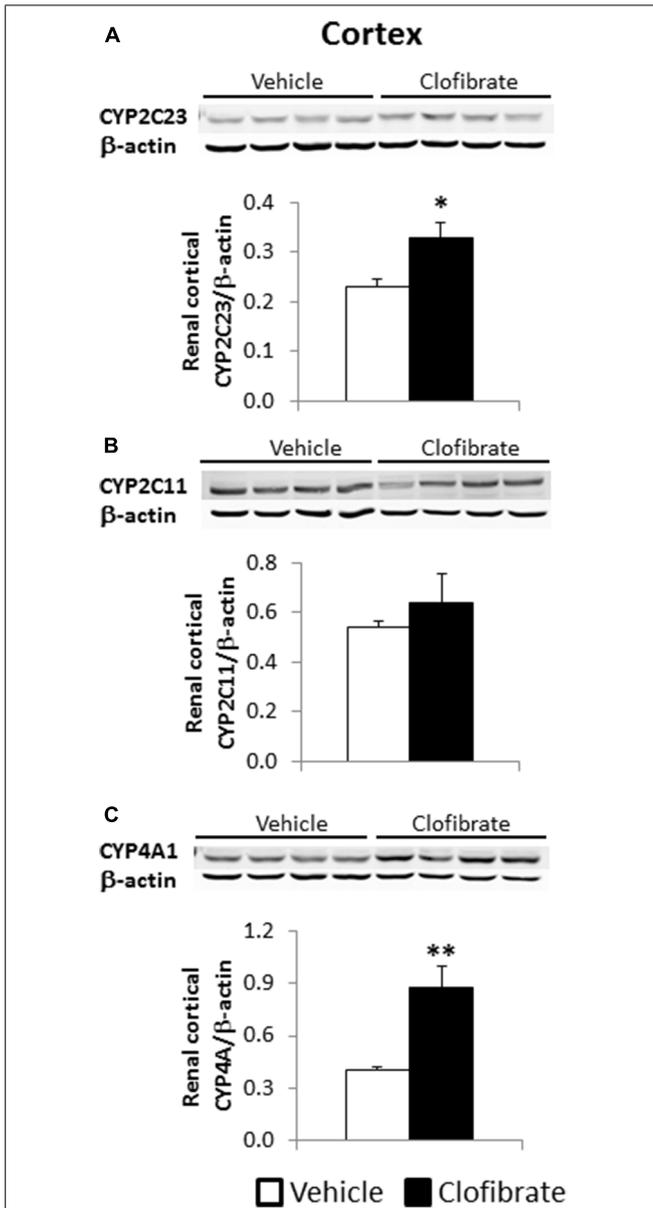 A
Cortex
Vehicle Clofibrate
CYP2C23
β-actin
Renal cortical
CYP2C23/β-actin
0.4
0.3
0.2
0.1
0.0
*
B
Vehicle Clofibrate
CYP2C11
β-actin
Renal cortical
CYP2C11/β-actin
0.8
0.6
0.4
0.2
0.0
C
Vehicle Clofibrate
CYP4A1
β-actin
Renal cortical
CYP4A/β-actin
1.2
0.9
0.6
0.3
0.0
**
Vehicle Clofibrate